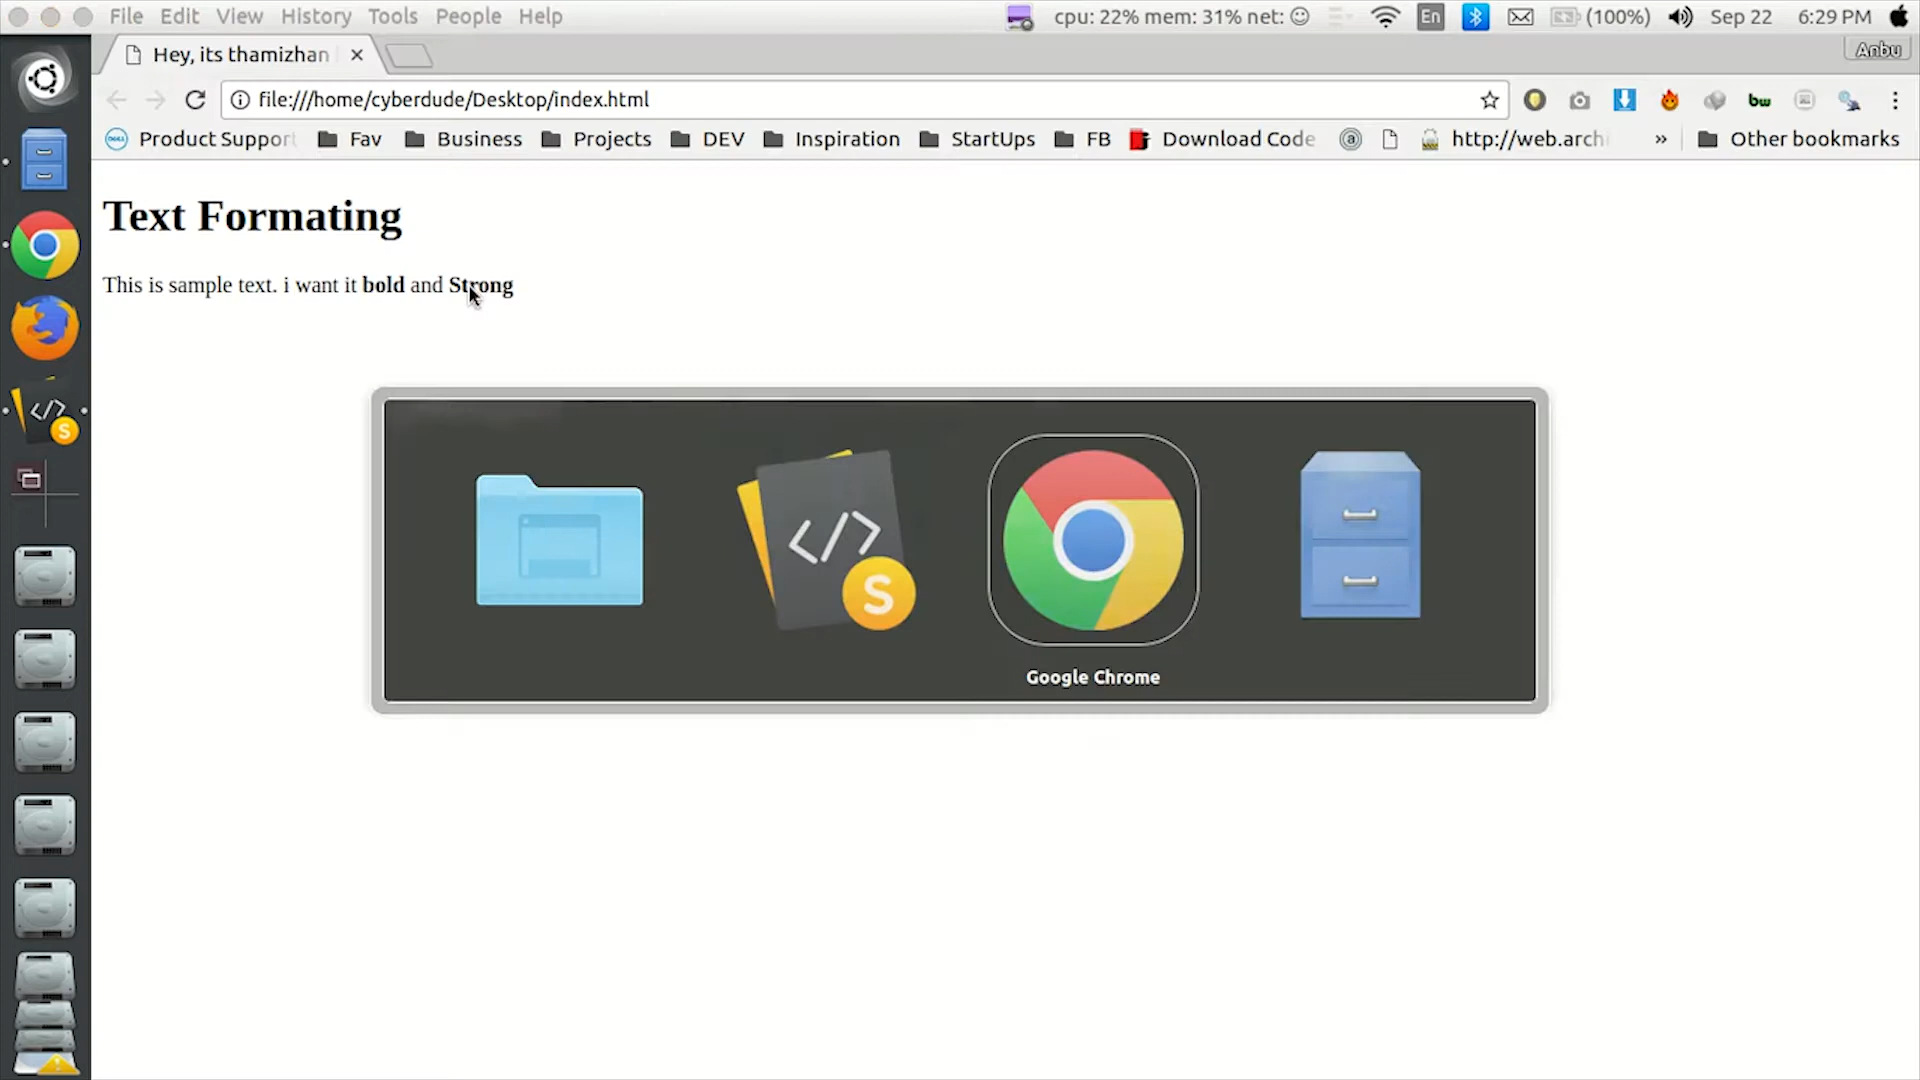 File Edit View History Tools People Help
cpu: 22% mem: 31% net:
En
(100%)
Sep 22
6:29 PM
Hey, its thamizhan
Anbu
file:///home/cyberdude/Desktop/index.html
bw
DELL
Product Support
Fav
Business
Projects
DEV
Inspiration
StartUps
FB
Download Code
@
http://web.archi
»
Other bookmarks
Text Formating
This is sample text. i want it bold and Strong
</>
S
</>
S
Google Chrome